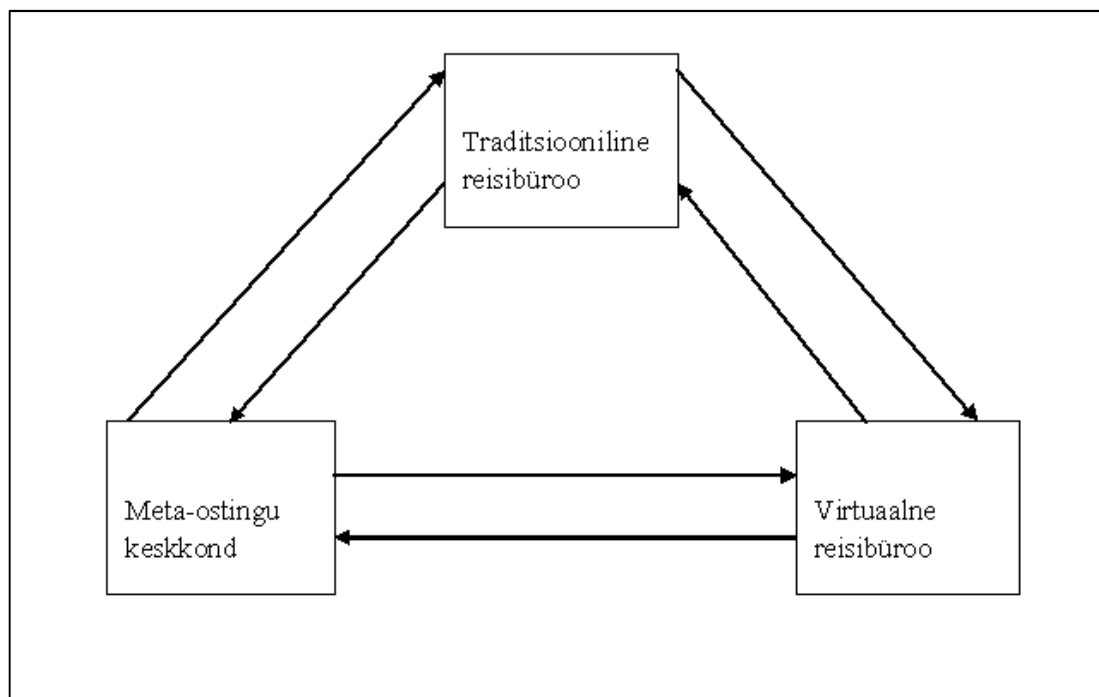 Traditsiooniline
reisibüroo
Meta-ostingu
keskkond
Virtuaalne
reisibüroo